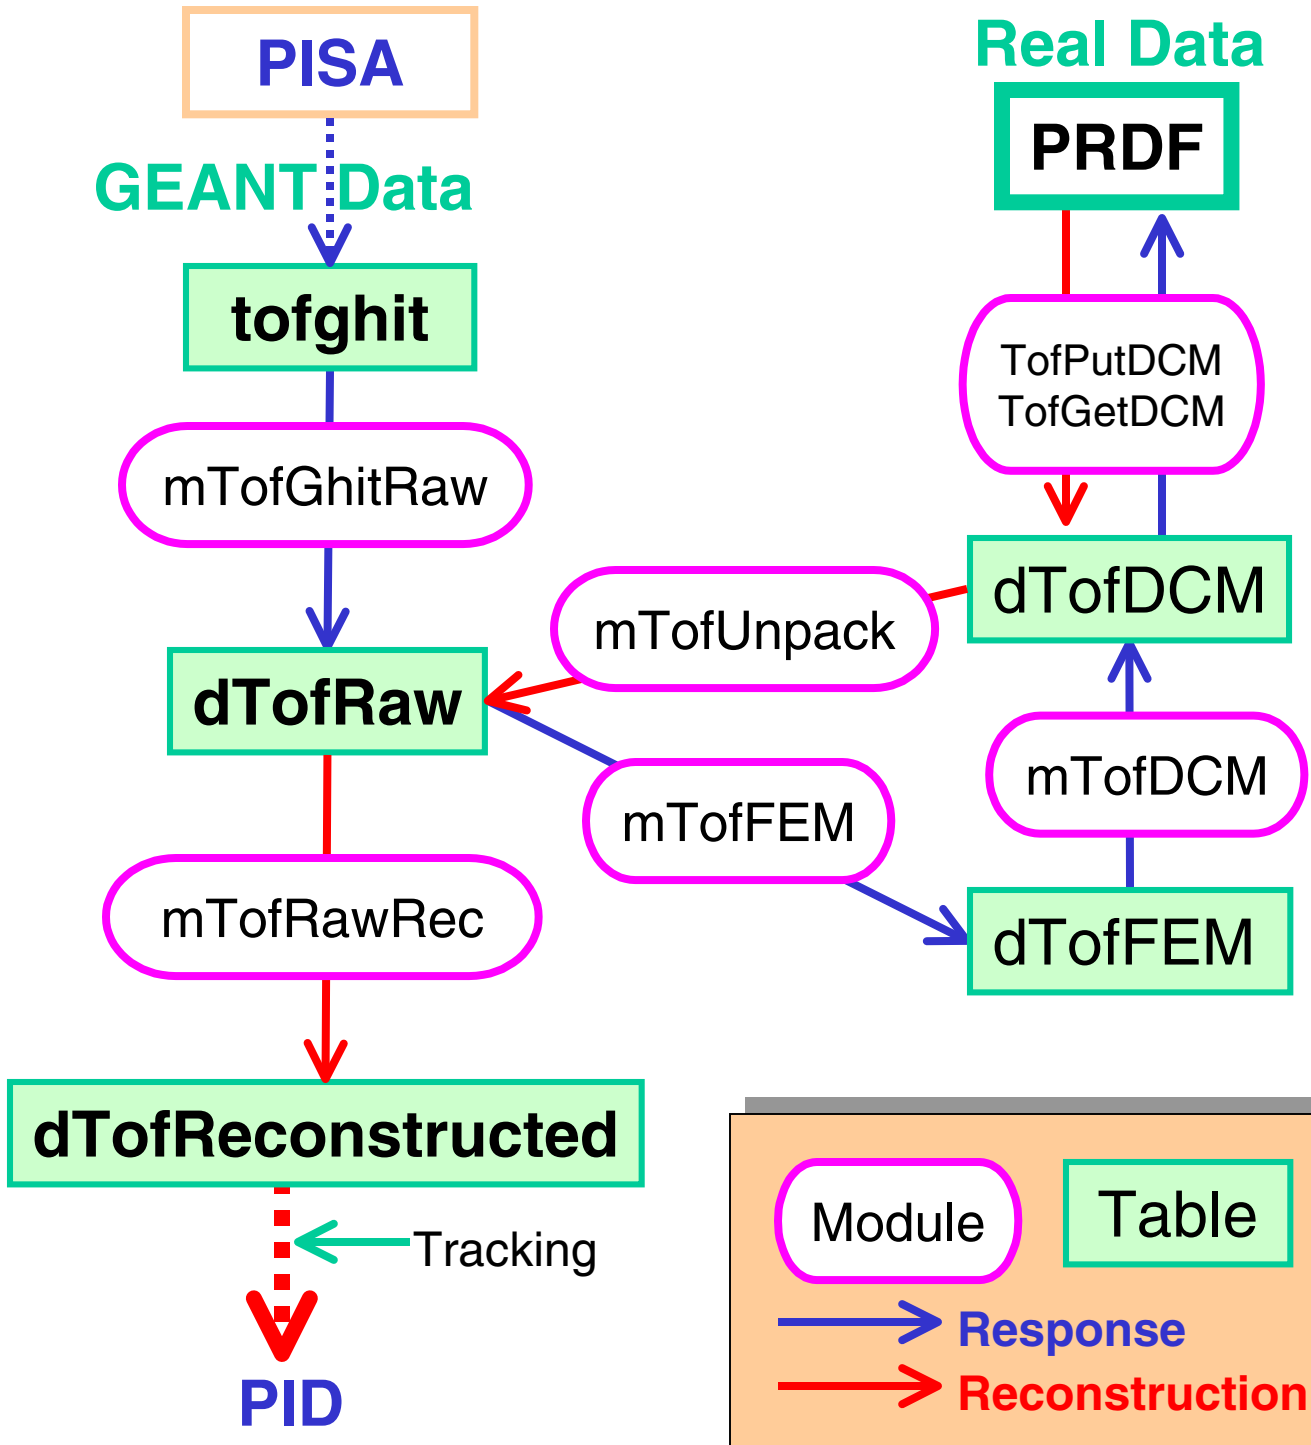 PISA
Real Data
PRDF
GEANT Data
tofghit
TofPutDCM
TofGetDCM
mTofGhitRaw
dTofDCM
mTofUnpack
dTofRaw
mTofDCM
mTofFEM
mTofRawRec
dTofFEM
dTofReconstructed
Tracking
PID
Module
Table
Response
Reconstruction